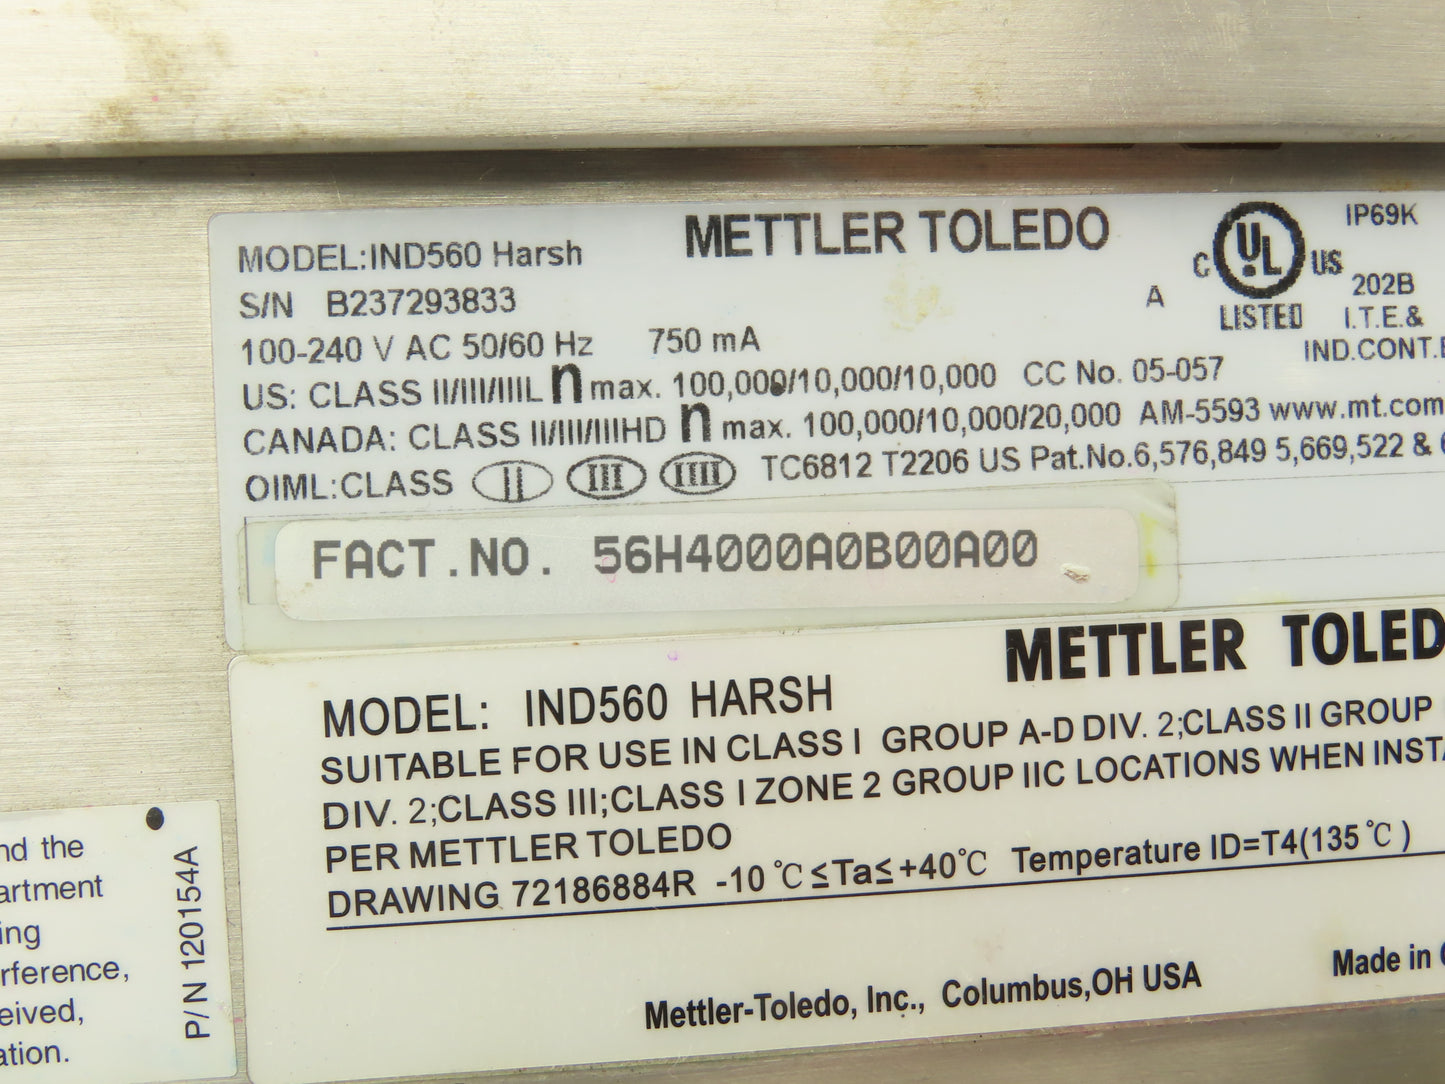 MODEL:IND560 Harsh
METTLER TOLEDO
S/N B237293833
100-240 V AC 50/60 Hz 750 mA
A
C UL US
LISTED
IP69K
202B
I.T.E.&
IND.CONT.E
US: CLASS II/III/IIIL n max. 100,000/10,000/10,000 CC No. 05-057
CANADA: CLASS II/III/IIIHD n max. 100,000/10,000/20,000 AM-5593 www.mt.com
OIML:CLASS II III IIII TC6812 T2206 US Pat.No.6,576,849 5,669,522 &
FACT.NO. 56H4000A0B00A00
METTLER TOLED
MODEL: IND560 HARSH
SUITABLE FOR USE IN CLASS I GROUP A-D DIV. 2;CLASS II GROUP
DIV. 2;CLASS III;CLASS I ZONE 2 GROUP IIC LOCATIONS WHEN INSTA
PER METTLER TOLEDO
DRAWING 72186884R -10℃≤Ta≤+40℃ Temperature ID=T4(135℃)
Mettler-Toledo, Inc., Columbus,OH USA
Made in
nd the
artment
ing
rference,
eived,
ation.
P/N 12015​4A